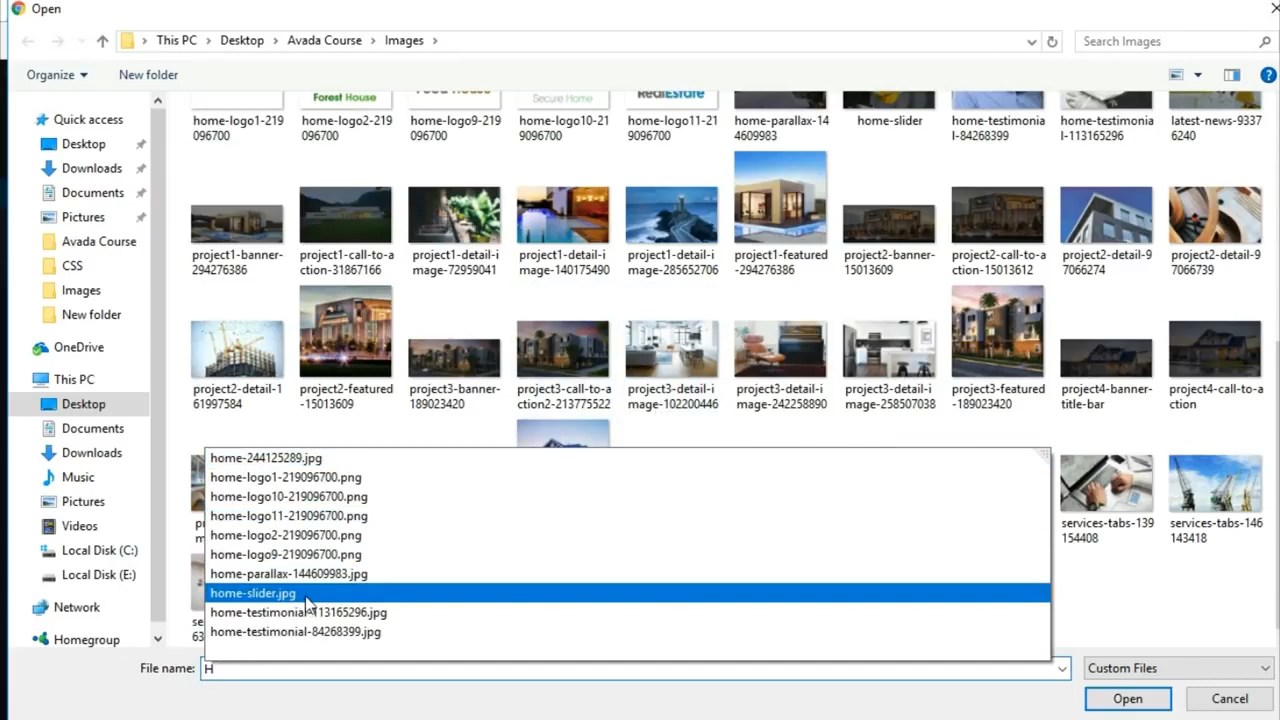 Open
This PC > Desktop > Avada Course > Images >
Search Images
Organize
New folder
Quick access
Desktop
Downloads
Documents
Pictures
Avada Course
CSS
Images
New folder
OneDrive
This PC
Desktop
Documents
Downloads
Music
Pictures
Videos
Local Disk (C:)
Local Disk (E:)
Network
Homegroup
Forest House
Food House
Secure Home
RealEstate
home-logo1-219096700
home-logo2-219096700
home-logo9-219096700
home-logo10-219096700
home-logo11-219096700
home-parallax-144609983
home-slider
home-testimonial-84268399
home-testimonial-113165296
latest-news-93376240
project1-banner-294276386
project1-call-to-action-31867166
project1-detail-image-72959041
project1-detail-image-140175490
project1-detail-image-285652706
project1-featured-294276386
project2-banner-15013609
project2-call-to-action-15013612
project2-detail-97066274
project2-detail-97066739
project2-detail-161997584
project2-featured-15013609
project3-banner-189023420
project3-call-to-action2-213775522
project3-detail-image-102200446
project3-detail-image-242258890
project3-detail-image-258507038
project3-featured-189023420
project4-banner-title-bar
project4-call-to-action
services-tabs-139154408
services-tabs-146143418
home-244125289.jpg
home-logo1-219096700.png
home-logo10-219096700.png
home-logo11-219096700.png
home-logo2-219096700.png
home-logo9-219096700.png
home-parallax-144609983.jpg
home-slider.jpg
home-testimonial-113165296.jpg
home-testimonial-84268399.jpg
File name: H
Custom Files
Open
Cancel